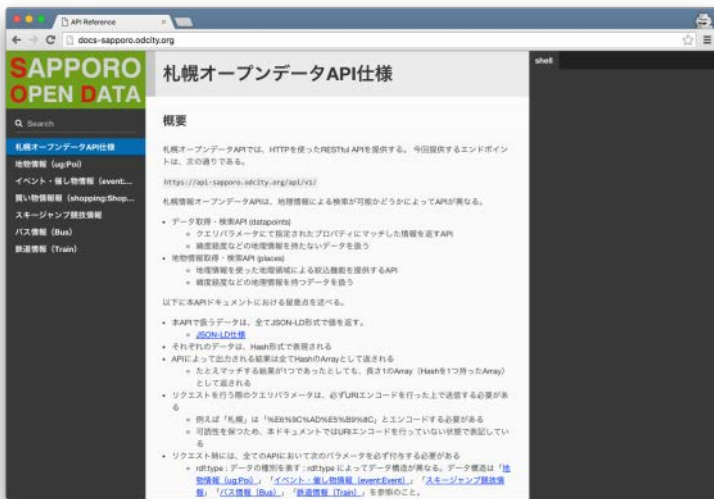 API Reference
docs-sapporo.odcity.org
SAPPORO
OPEN DATA
Search
札幌オープンデータAPI仕様
地物情報（ug:Poi）
イベント・催し物情報（event:...
買い物情報（shopping:Shop...
スキージャンプ競技情報
バス情報（Bus）
鉄道情報（Train）
札幌オープンデータAPI仕様
shell
概要
札幌オープンデータAPIでは、HTTPを使ったRESTful APIを提供する。 今回提供するエンドポイン
トは、次の通りである。
https://api-sapporo.odcity.org/api/v1/
札幌情報オープンデータAPIは、地理情報による検索が可能かどうかによってAPIが異なる。
データ取得・検索API (datapoints)
クエリパラメータにて指定されたプロパティにマッチした情報を返すAPI
緯度経度などの地理情報を持たないデータを扱う
地物情報取得・検索API (places)
地理情報を使った地理領域による絞込機能を提供するAPI
緯度経度などの地理情報を持つデータを扱う
以下に本APIドキュメントにおける留意点を述べる。
本APIで扱うデータは、全てJSON-LD形式で値を返す。
JSON-LD仕様
それぞれのデータは、Hash形式で表現される
APIによって出力される結果は全てHashのArrayとして返される
たとえマッチする結果が1つであったとしても、長さ1のArray（Hashを1つ持ったArray）
として返される
リクエストを行う際のクエリパラメータは、必ずURIエンコードを行った上で送信する必要があ
る
例えば「札幌」は「%E6%9C%AD%E5%B9%8C」とエンコードする必要がある
可読性を保つため、本ドキュメントではURIエンコードを行っていない状態で表記してい
る
リクエスト時には、全てのAPIにおいて次のパラメータを必ず付与する必要がある
rdf:type : データの種別を表す : rdf:type によってデータ構造が異なる。データ構造は「地
物情報（ug:Poi）」「イベント・催し物情報（event:Event）」「スキージャンプ競技情
報」「バス情報（Bus）」「鉄道情報（Train）」を参照のこと。